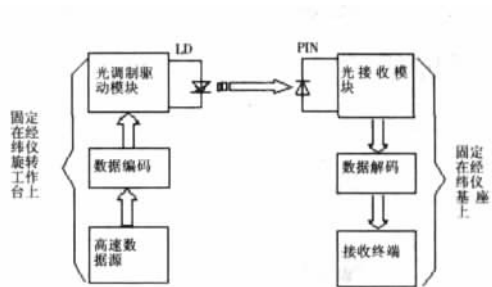 LD
PIN
光调制驱
动模块
光接收模
块
固定
在经
纬仪
旋转
工作
台上
数据编码
数据解码
固定
在经
纬仪
基座
上
高速数
据源
接收终端